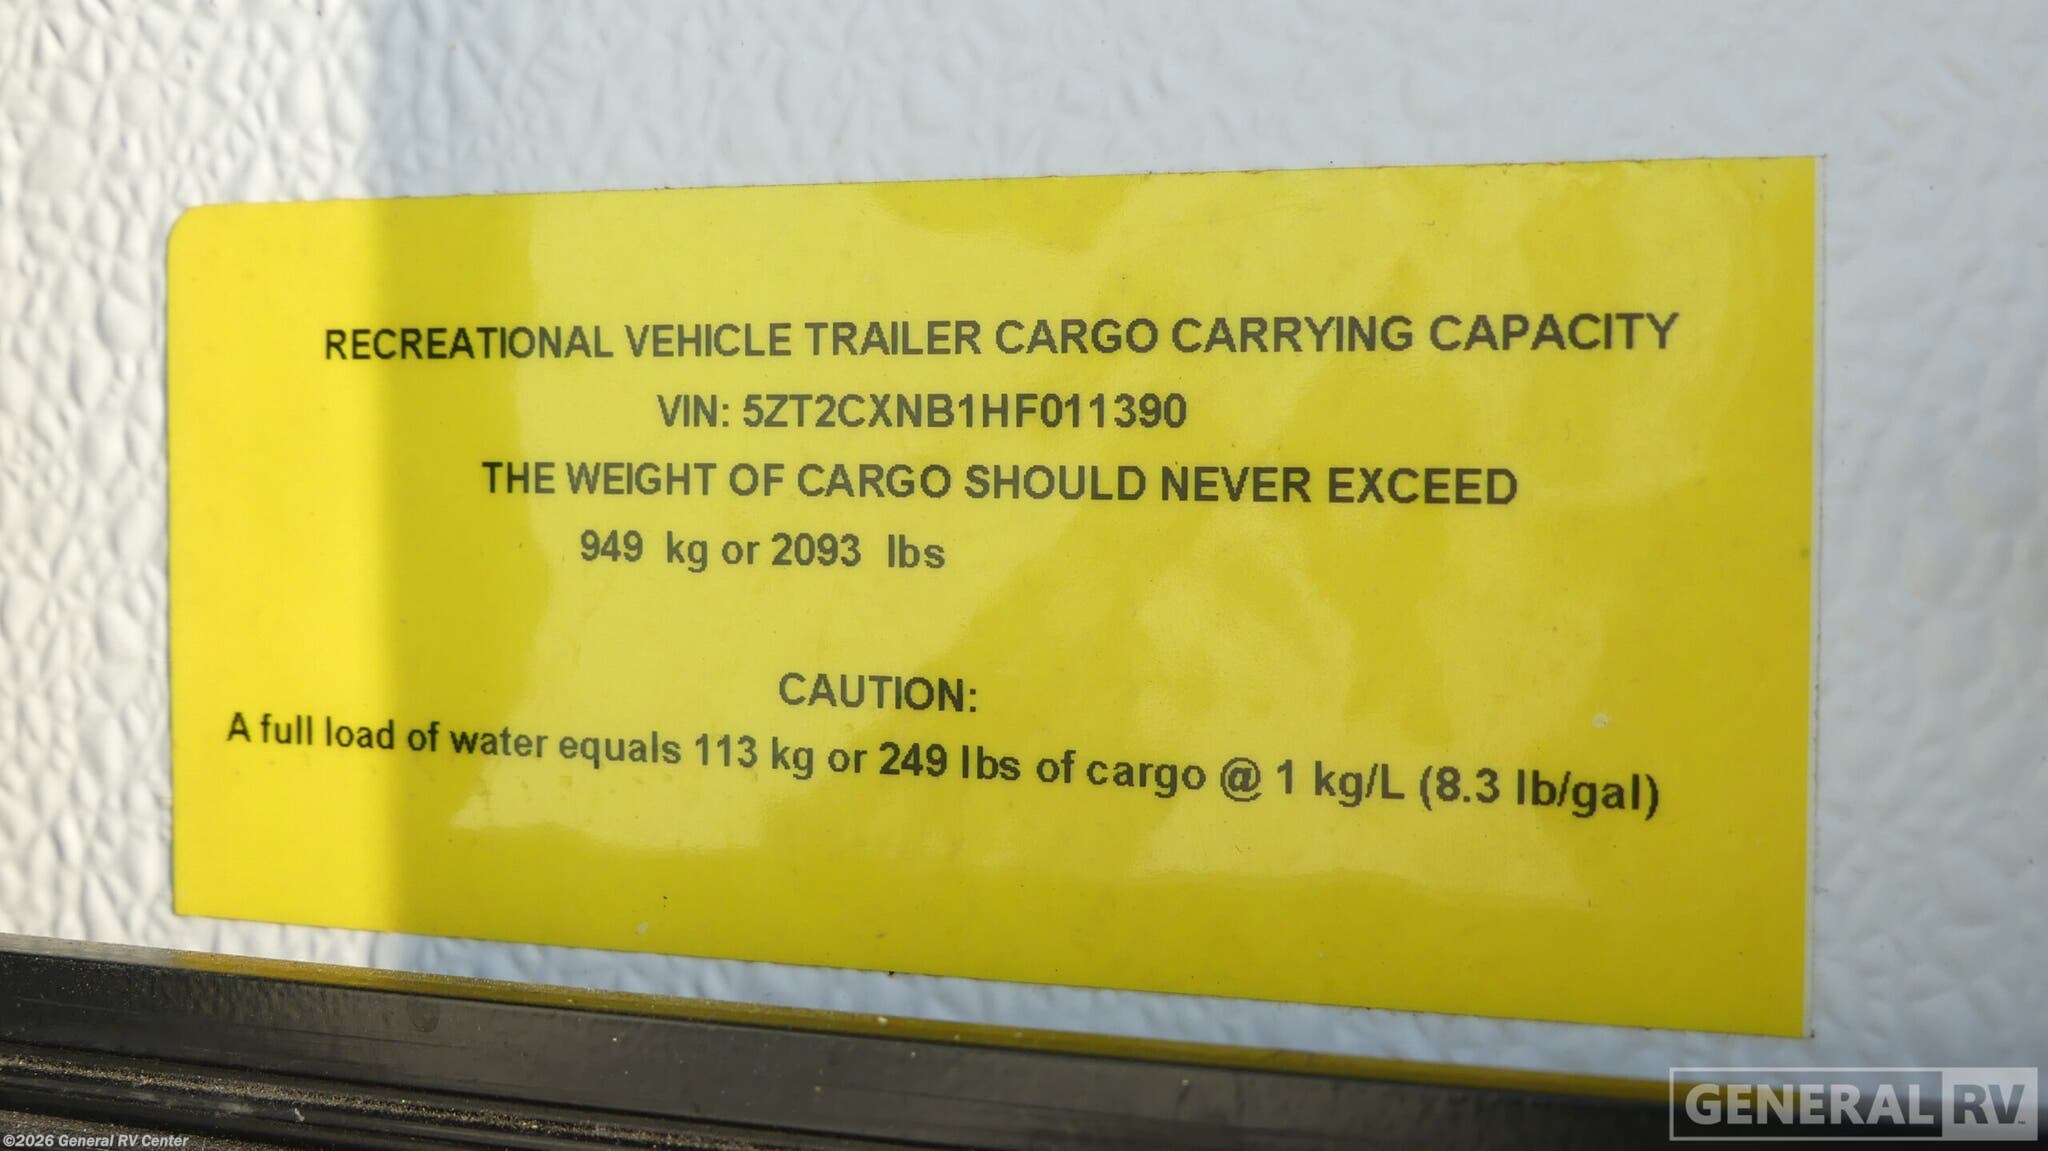 RECREATIONAL VEHICLE TRAILER CARGO CARRYING CAPACITY
VIN: 5ZT2CXNB1HF011390
THE WEIGHT OF CARGO SHOULD NEVER EXCEED
949 kg or 2093 lbs
CAUTION:
A full load of water equals 113 kg or 249 lbs of cargo @ 1 kg/L (8.3 lb/gal)
GENERAL RV
©2026 General RV Center